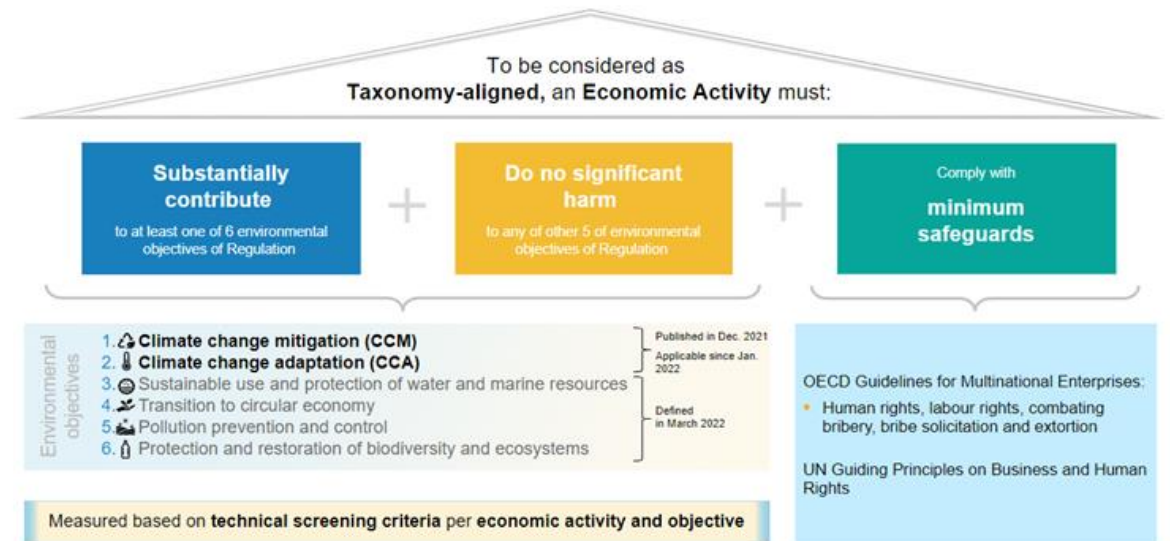 To be considered as
Taxonomy-aligned, an Economic Activity must:
Substantially
contribute
to at least one of 6 environmental
objectives of Regulation
+
Do no significant
harm
to any of other 5 of environmental
objectives of Regulation
+
Comply with
minimum
safeguards
Environmental
objectives
1. Climate change mitigation (CCM)
2. Climate change adaptation (CCA)
3. Sustainable use and protection of water and marine resources
4. Transition to circular economy
5. Pollution prevention and control
6. Protection and restoration of biodiversity and ecosystems
Published in Dec. 2021
Applicable since Jan.
2022
Defined
in March 2022
Measured based on technical screening criteria per economic activity and objective
OECD Guidelines for Multinational Enterprises:
• Human rights, labour rights, combating
bribery, bribe solicitation and extortion
UN Guiding Principles on Business and Human
Rights